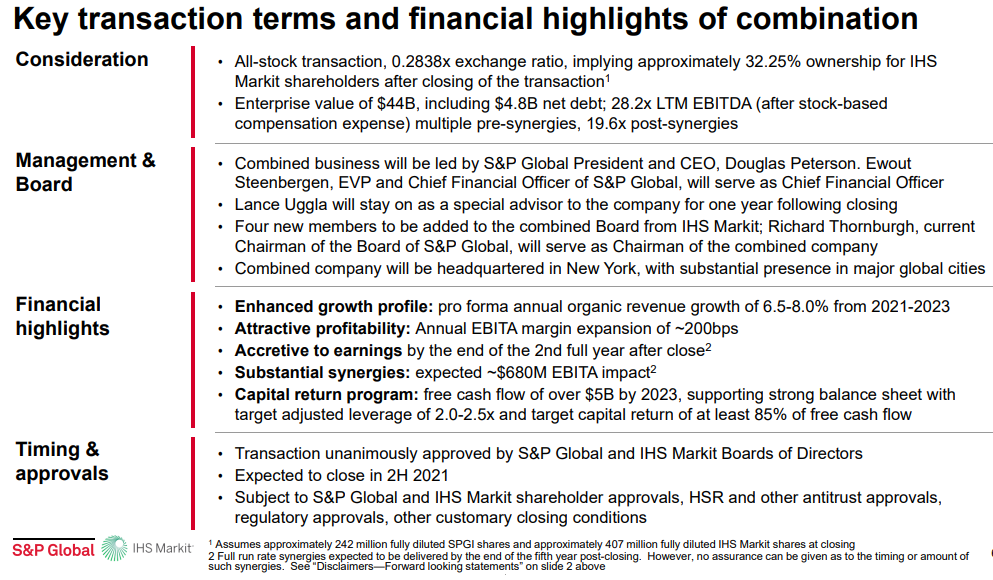 Key transaction terms and financial highlights of combination
Consideration
• All-stock transaction, 0.2838x exchange ratio, implying approximately 32.25% ownership for IHS
Markit shareholders after closing of the transaction¹
• Enterprise value of $44B, including $4.8B net debt; 28.2x LTM EBITDA (after stock-based
compensation expense) multiple pre-synergies, 19.6x post-synergies
Management &
Board
• Combined business will be led by S&P Global President and CEO, Douglas Peterson. Ewout
Steenbergen, EVP and Chief Financial Officer of S&P Global, will serve as Chief Financial Officer
• Lance Uggla will stay on as a special advisor to the company for one year following closing
• Four new members to be added to the combined Board from IHS Markit; Richard Thornburgh, current
Chairman of the Board of S&P Global, will serve as Chairman of the combined company
• Combined company will be headquartered in New York, with substantial presence in major global cities
Financial
highlights
• Enhanced growth profile: pro forma annual organic revenue growth of 6.5-8.0% from 2021-2023
• Attractive profitability: Annual EBITA margin expansion of ~200bps
• Accretive to earnings by the end of the 2nd full year after close²
• Substantial synergies: expected ~$680M EBITA impact²
• Capital return program: free cash flow of over $5B by 2023, supporting strong balance sheet with
target adjusted leverage of 2.0-2.5x and target capital return of at least 85% of free cash flow
Timing &
approvals
• Transaction unanimously approved by S&P Global and IHS Markit Boards of Directors
• Expected to close in 2H 2021
• Subject to S&P Global and IHS Markit shareholder approvals, HSR and other antitrust approvals,
regulatory approvals, other customary closing conditions
S&P Global
IHS Markit
¹ Assumes approximately 242 million fully diluted SPGI shares and approximately 407 million fully diluted IHS Markit shares at closing
2 Full run rate synergies expected to be delivered by the end of the fifth year post-closing. However, no assurance can be given as to the timing or amount of
such synergies. See “Disclaimers—Forward looking statements” on slide 2 above